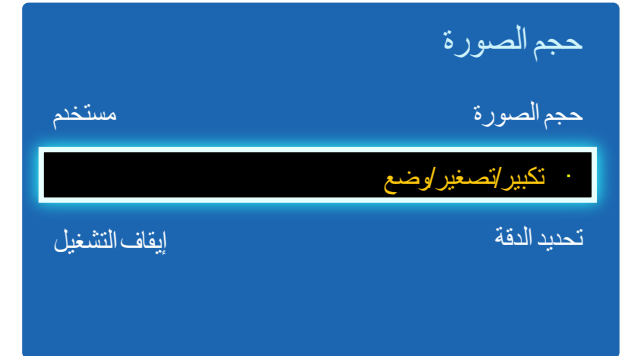 حجم الصورة
حجم الصورة مستخدم
· تكبير/تصغير/وضع
تحديد الدقة إيقاف التشغيل